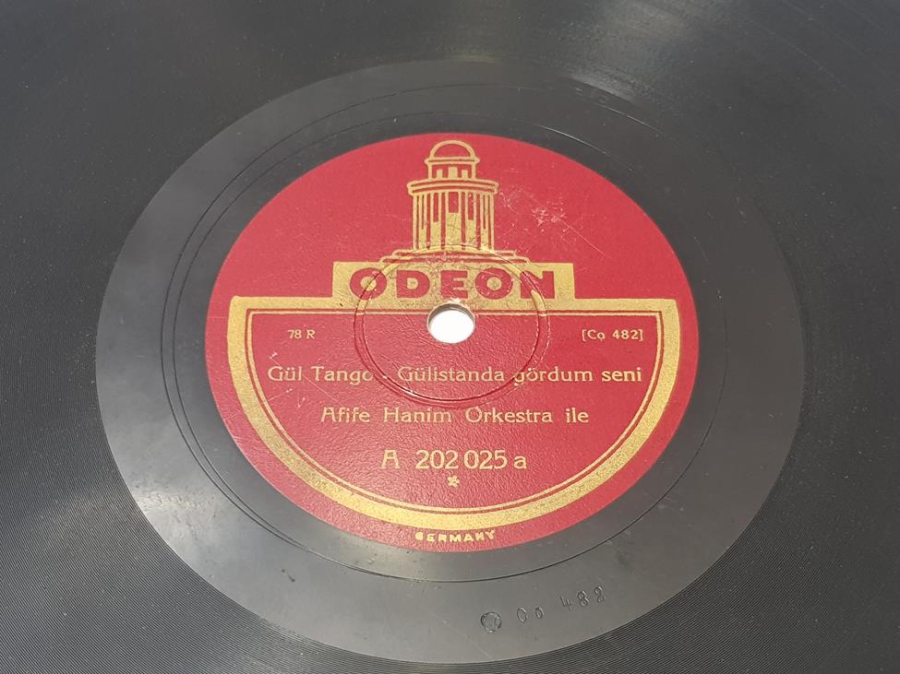 ODEON
78 R [Co 482]
Gül Tango - Gülistanda gördum seni
Afife Hanim Orkestra ile
A 202 025 a
GERMANY
Co 482